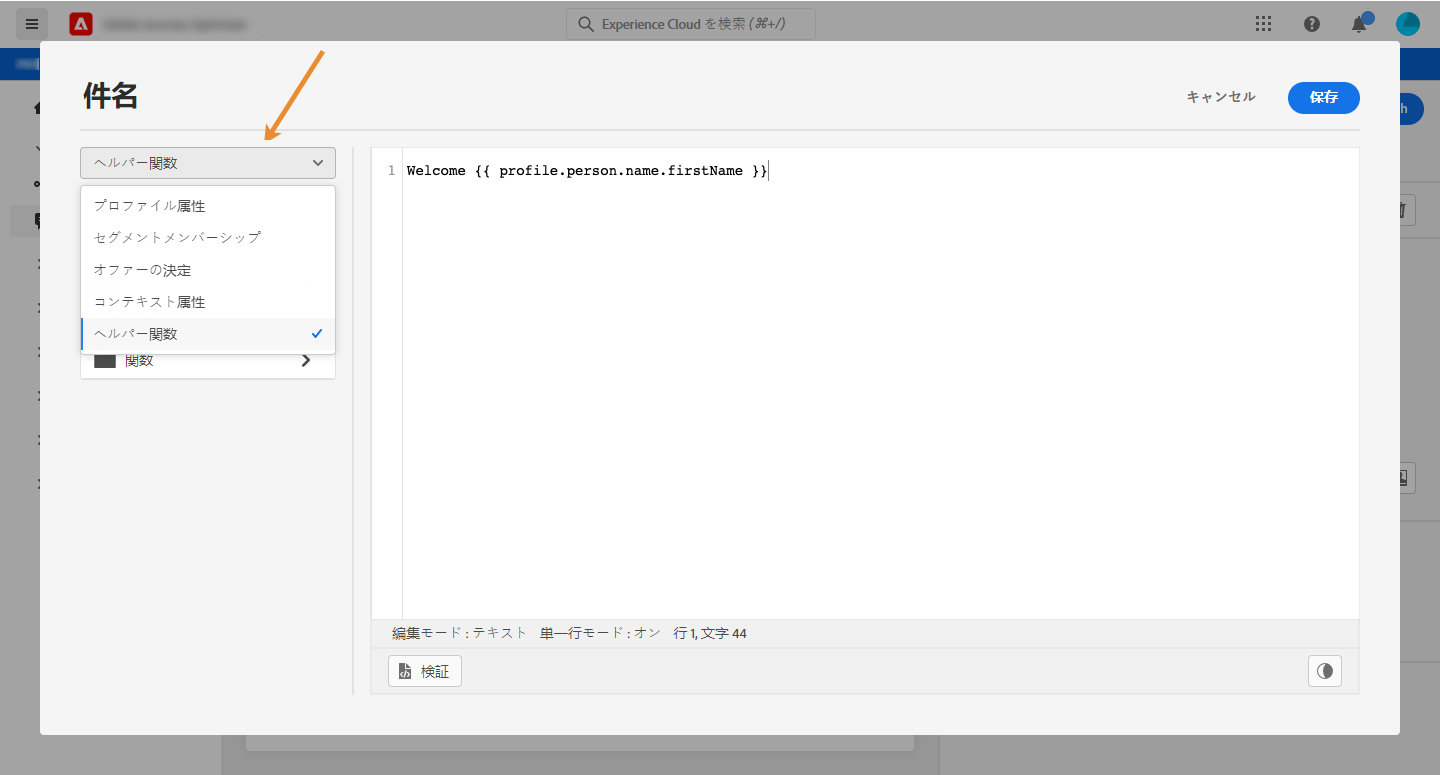 Experience Cloud を検索 (⌘+/)
件名
キャンセル
保存
h
ヘルパー関数
プロファイル属性
セグメントメンバーシップ
オファーの決定
コンテキスト属性
ヘルパー関数
関数
1 Welcome {{ profile.person.name.firstName }}
編集モード : テキスト 単一行モード : オン 行 1, 文字 44
検証